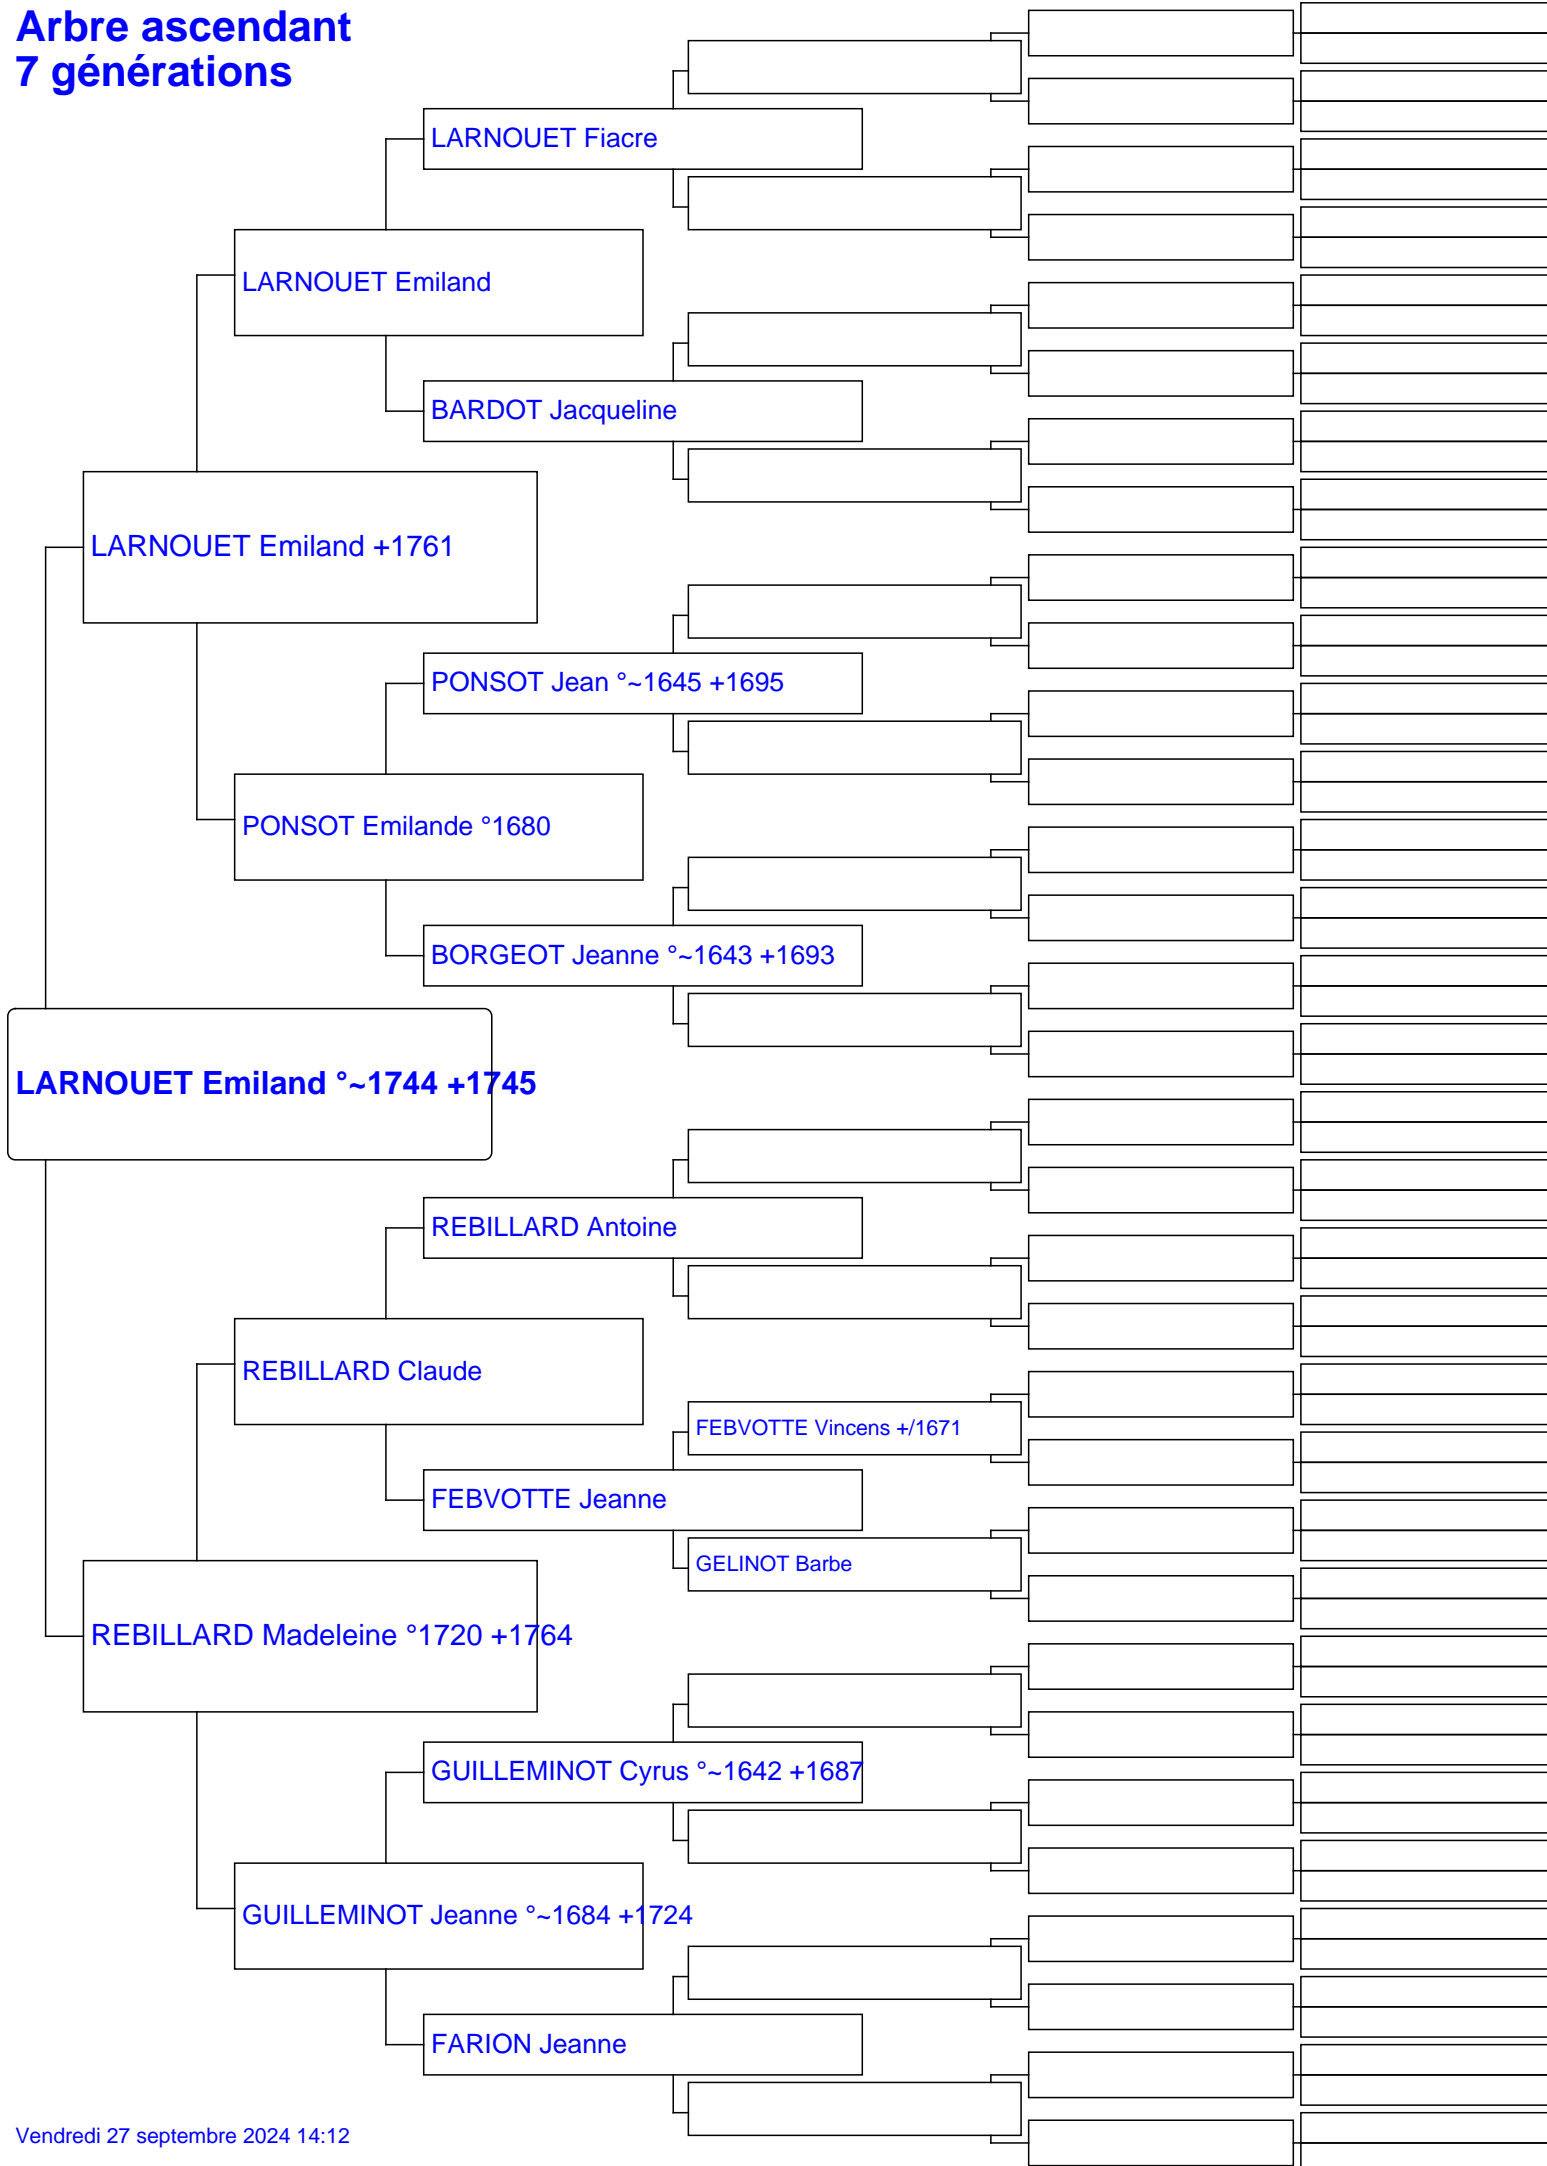 Arbre ascendant
7 générations
LARNOUET Fiacre
LARNOUET Emiland
BARDOT Jacqueline
LARNOUET Emiland +1761
PONSOT Jean °~1645 +1695
PONSOT Emilande °1680
BORGEOT Jeanne °~1643 +1693
LARNOUET Emiland °~1744 +1745
REBILLARD Antoine
REBILLARD Claude
FEBVOTTE Vincens +/1671
FEBVOTTE Jeanne
GELINOT Barbe
REBILLARD Madeleine °1720 +1764
GUILLEMINOT Cyrus °~1642 +1687
GUILLEMINOT Jeanne °~1684 +1724
FARION Jeanne
Vendredi 27 septembre 2024 14:12